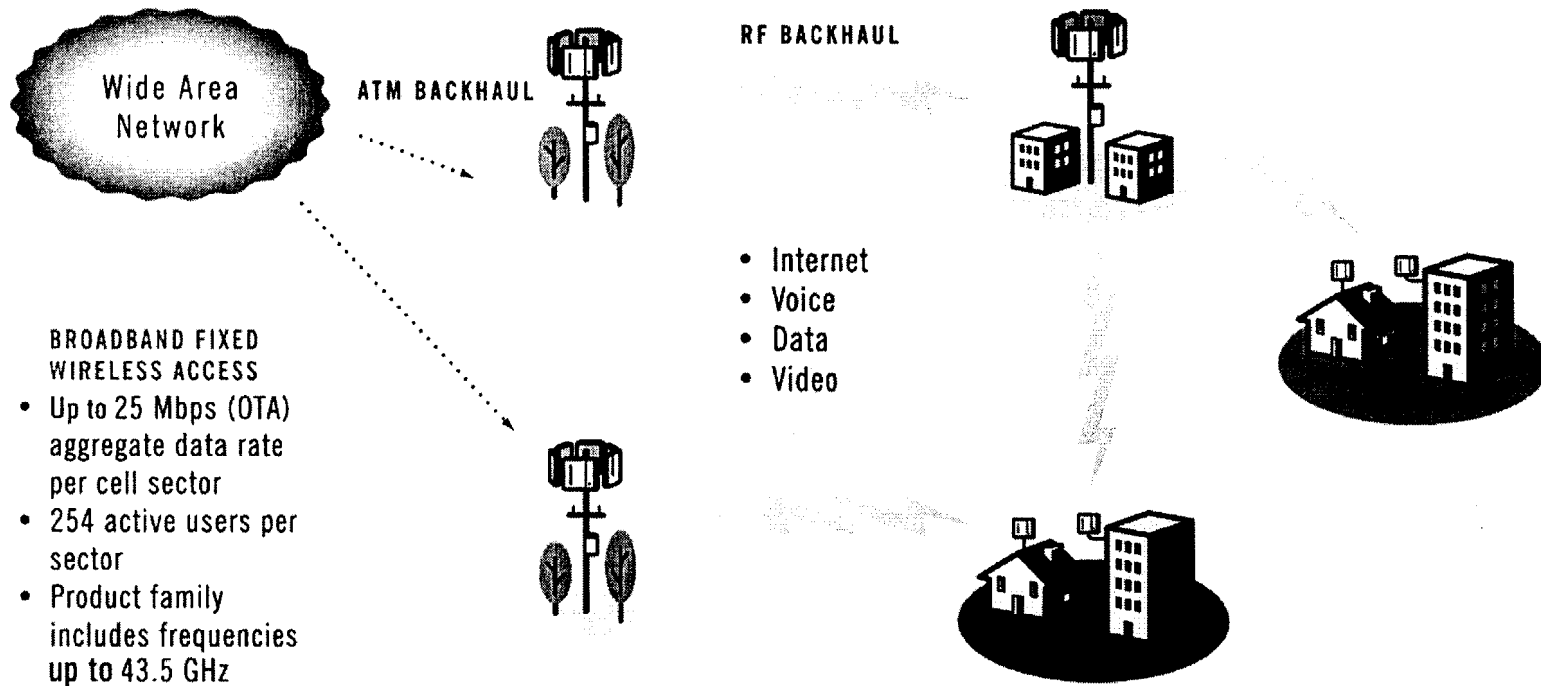 Wide Area
Network
ATM BACKHAUL
RF BACKHAUL
• Internet
• Voice
• Data
• Video
BROADBAND FIXED
WIRELESS ACCESS
• Up to 25 Mbps (OTA)
aggregate data rate
per cell sector
• 254 active users per
sector
• Product family
includes frequencies
up to 43.5 GHz